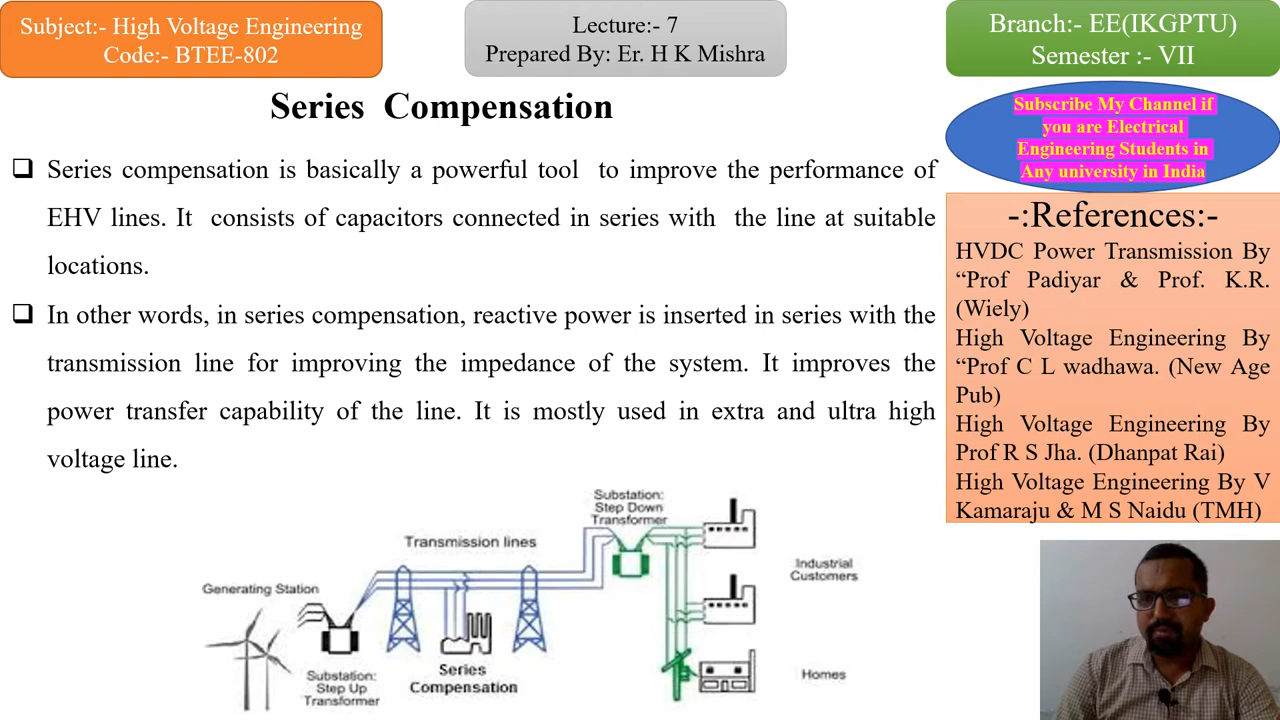 Subject:- High Voltage Engineering
Code:- BTEE-802
Lecture:- 7
Prepared By: Er. H K Mishra
Branch:- EE(IKGPTU)
Semester :- VII
Series Compensation
Subscribe My Channel if
you are Electrical
Engineering Students in
Any university in India
❑ Series compensation is basically a powerful tool to improve the performance of
EHV lines. It consists of capacitors connected in series with the line at suitable
locations.
❑ In other words, in series compensation, reactive power is inserted in series with the
transmission line for improving the impedance of the system. It improves the
power transfer capability of the line. It is mostly used in extra and ultra high
voltage line.
-:References:-
HVDC Power Transmission By
“Prof Padiyar & Prof. K.R.
(Wiely)
High Voltage Engineering By
“Prof C L wadhawa. (New Age
Pub)
High Voltage Engineering By
Prof R S Jha. (Dhanpat Rai)
High Voltage Engineering By V
Kamaraju & M S Naidu (TMH)
Substation:
Step Down
Transformer
Transmission lines
Industrial
Customers
Generating Station
Series
Compensation
Substation:
Step Up
Transformer
Homes